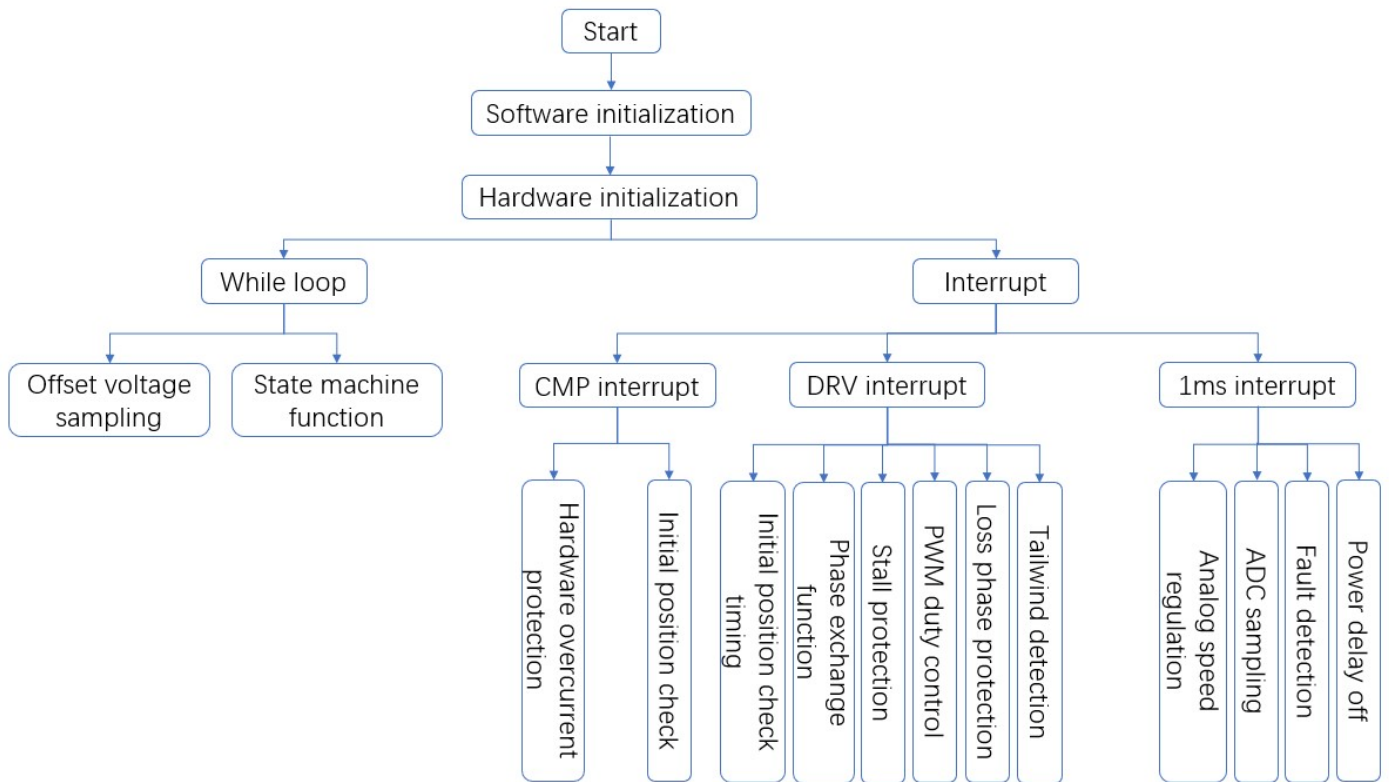 Start
Software initialization
Hardware initialization
While loop
Interrupt
Offset voltage
sampling
State machine
function
CMP interrupt
DRV interrupt
1ms interrupt
Hardware overcurrent
protection
Initial position check
Initial position check
timing
Phase exchange
function
Stall protection
PWM duty control
Loss phase protection
Tailwind detection
Analog speed
regulation
ADC sampling
Fault detection
Power delay off